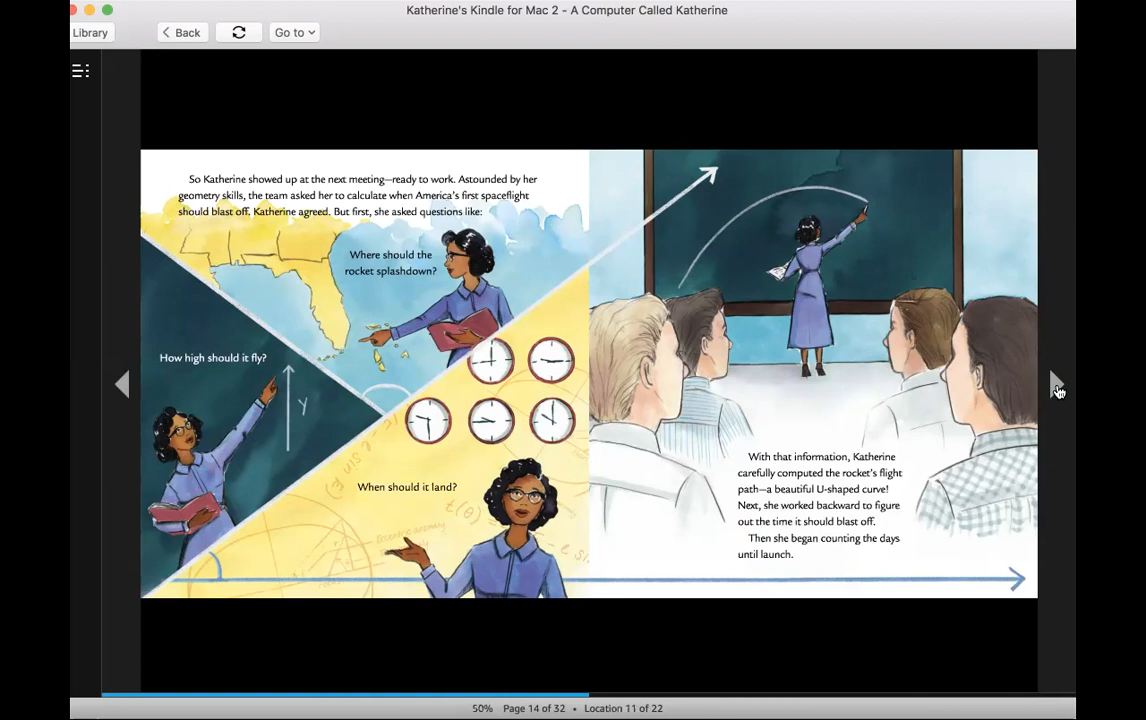 Katherine's Kindle for Mac 2 - A Computer Called Katherine
Library
Back
Go to
So Katherine showed up at the next meeting—ready to work. Astounded by her
geometry skills, the team asked her to calculate when America's first spaceflight
should blast off. Katherine agreed. But first, she asked questions like:
Where should the
rocket splashdown?
How high should it fly?
Y
When should it land?
With that information, Katherine
carefully computed the rocket's flight
path—a beautiful U-shaped curve!
Next, she worked backward to figure
out the time it should blast off.
Then she began counting the days
until launch.
50% Page 14 of 32 • Location 11 of 22